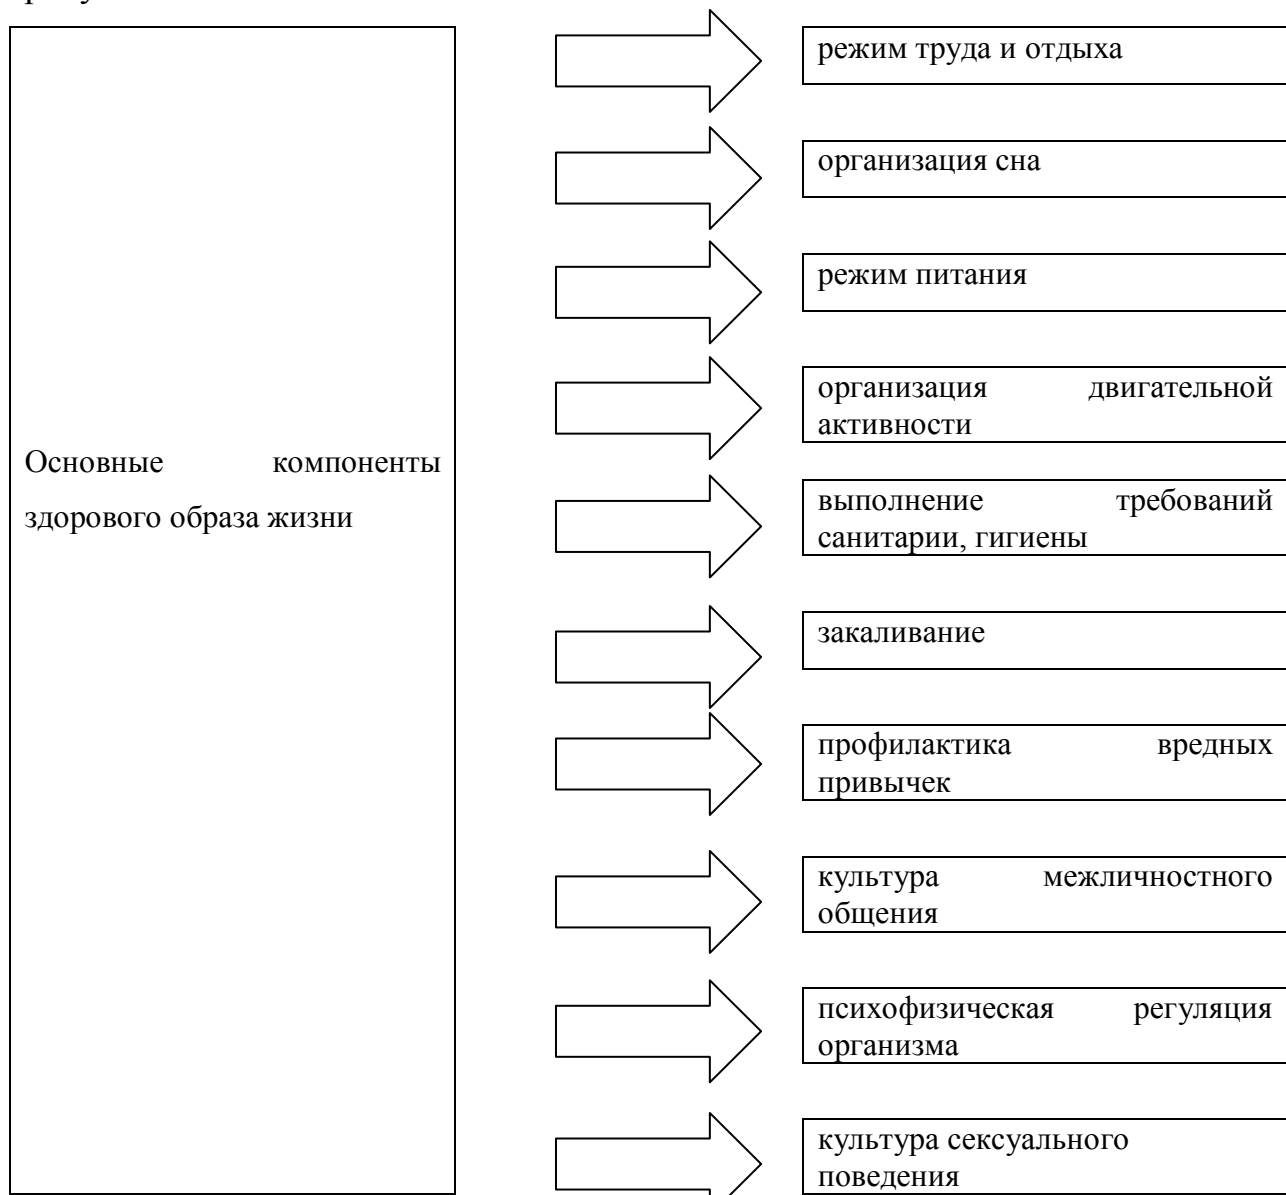 Основные компоненты
здорового образа жизни
режим труда и отдыха
организация сна
режим питания
организация двигательной
активности
выполнение требований
санитарии, гигиены
закаливание
профилактика вредных
привычек
культура межличностного
общения
психофизическая регуляция
организма
культура сексуального
поведения